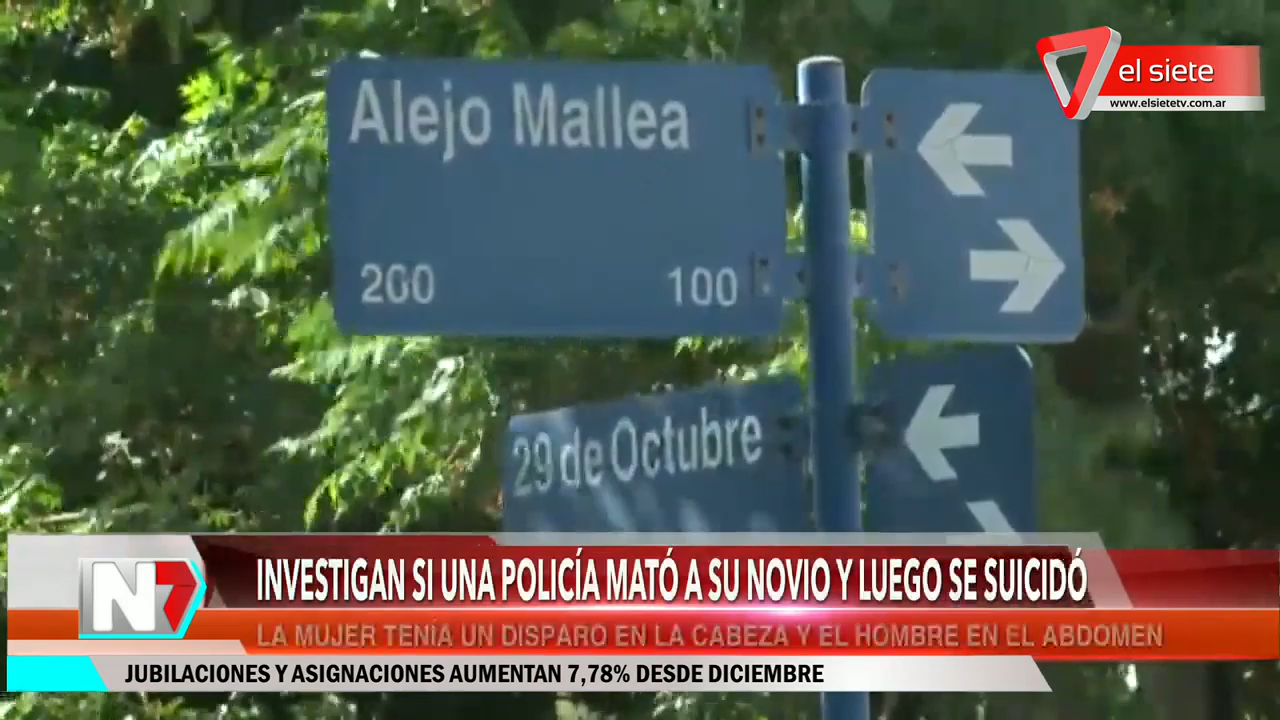 Alejo Mallea
200 100
29 de Octubre
el siete
www.elsietetv.com.ar
N7
INVESTIGAN SI UNA POLICÍA MATÓ A SU NOVIO Y LUEGO SE SUICIDÓ
LA MUJER TENÍA UN DISPARO EN LA CABEZA Y EL HOMBRE EN EL ABDOMEN
JUBILACIONES Y ASIGNACIONES AUMENTAN 7,78% DESDE DICIEMBRE